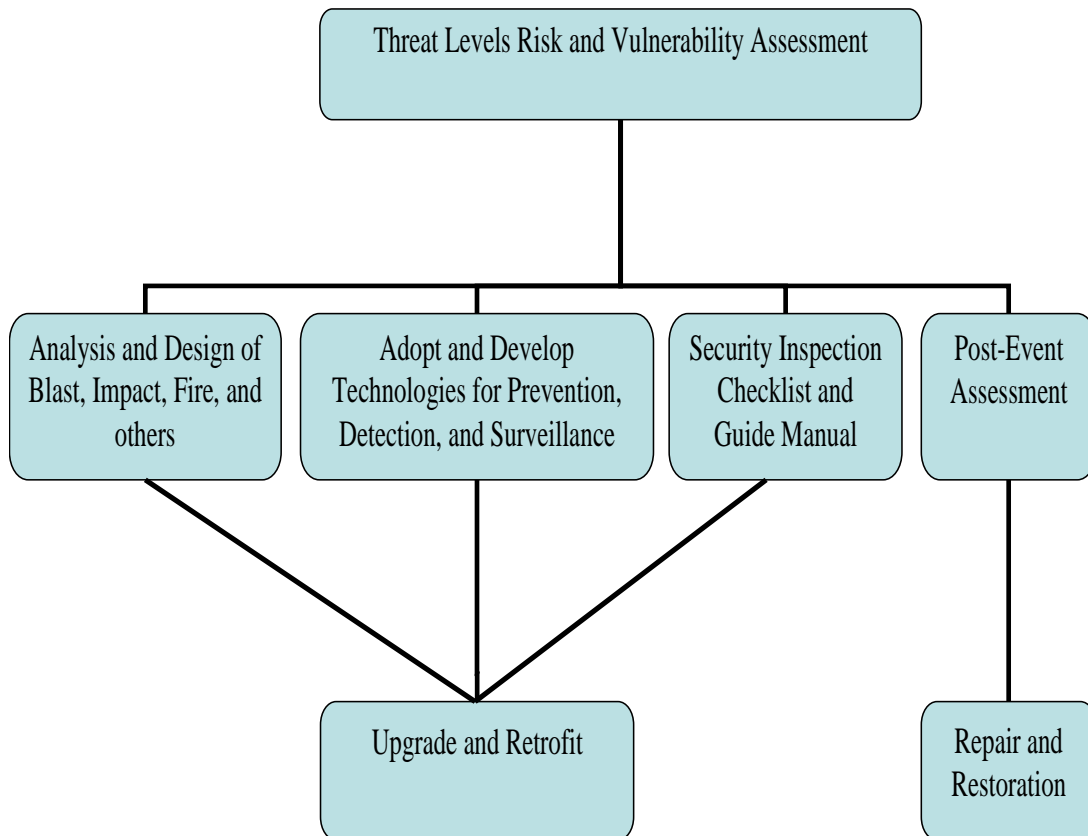 Threat Levels Risk and Vulnerability Assessment
Analysis and Design of
Blast, Impact, Fire, and
others
Adopt and Develop
Technologies for Prevention,
Detection, and Surveillance
Security Inspection
Checklist and
Guide Manual
Post-Event
Assessment
Upgrade and Retrofit
Repair and
Restoration